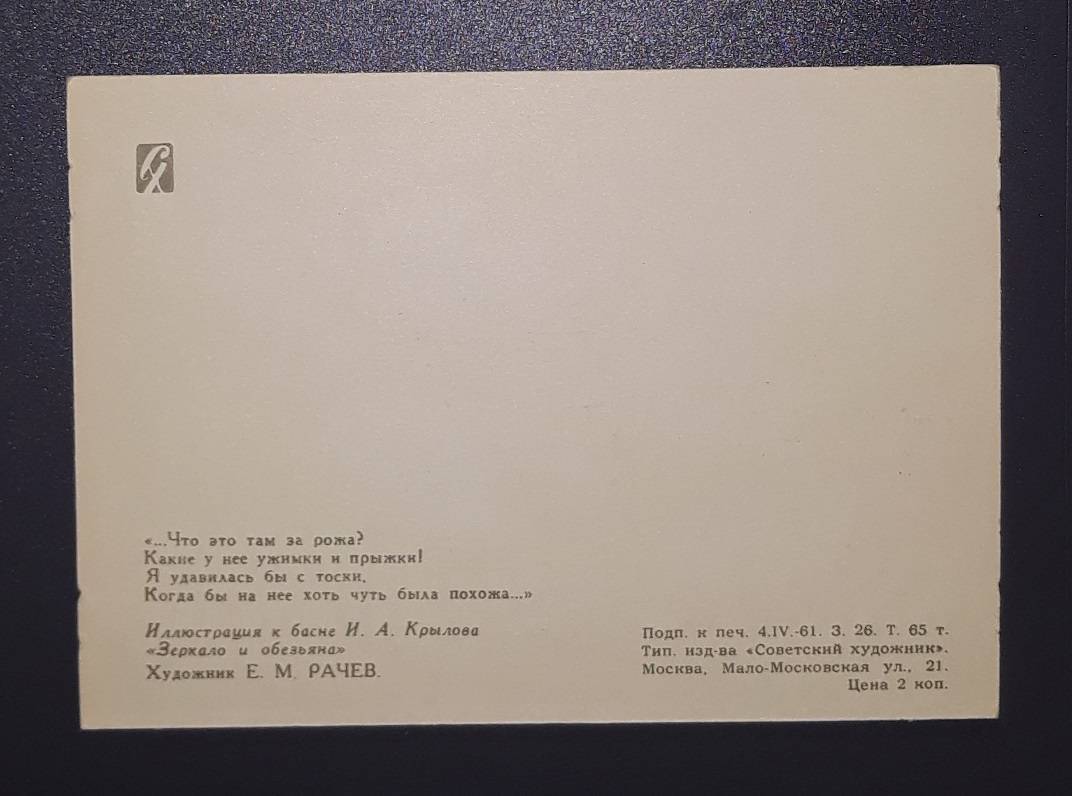 СХ
«...Что это там за рожа?
Какие у нее ужимки и прыжки!
Я удавилась бы с тоски,
Когда бы на нее хоть чуть была похожа...»
Иллюстрация к басне И. А. Крылова
«Зеркало и обезьяна»
Художник Е. М. РАЧЕВ.
Подп. к печ. 4.IV.-61. З. 26. Т. 65 т.
Тип. изд-ва «Советский художник».
Москва, Мало-Московская ул., 21.
Цена 2 коп.